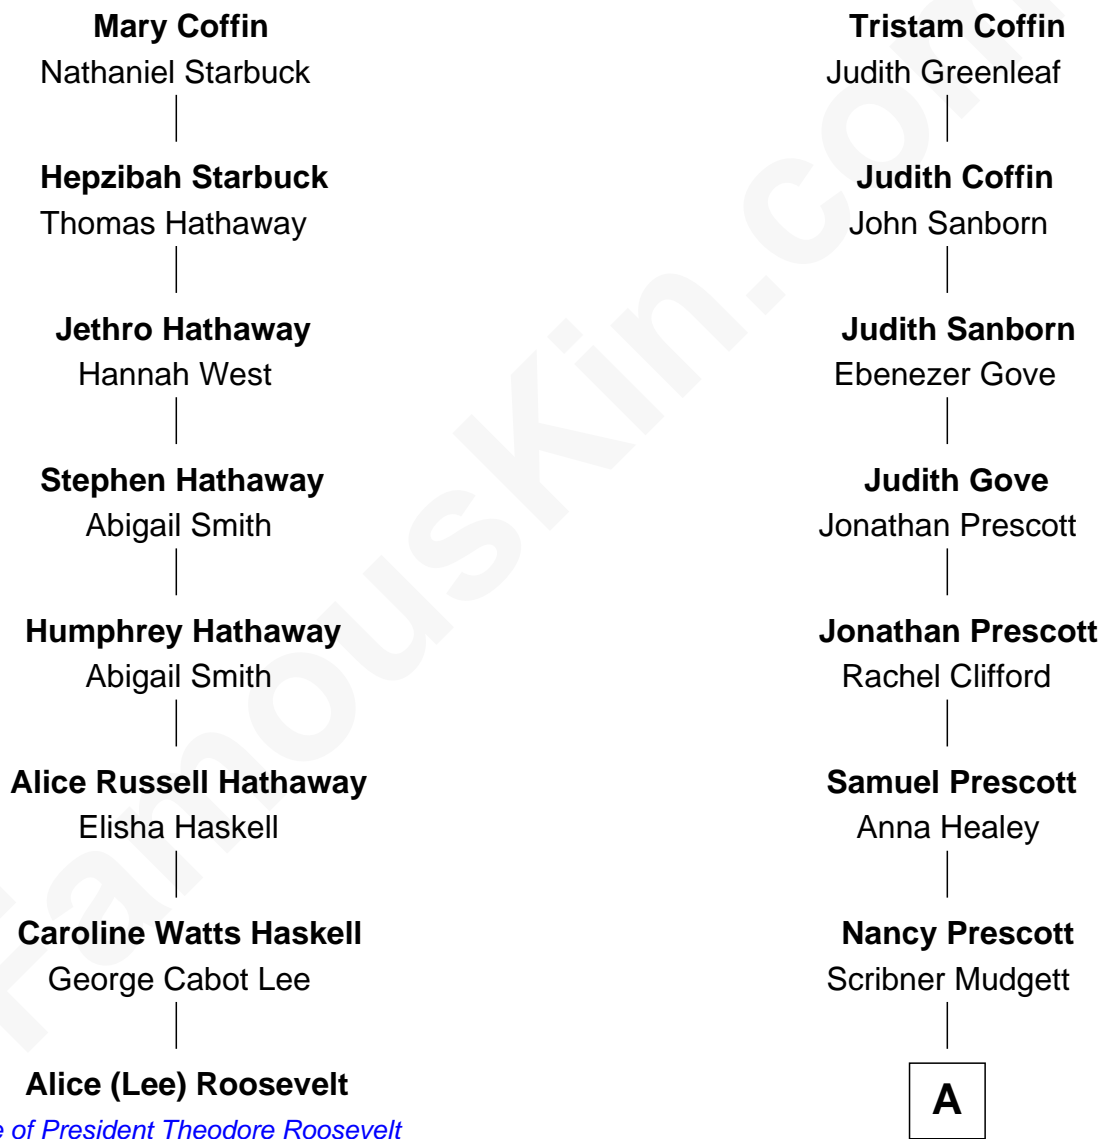 Mary Coffin
Nathaniel Starbuck
Hepzibah Starbuck
Thomas Hathaway
Jethro Hathaway
Hannah West
Stephen Hathaway
Abigail Smith
Humphrey Hathaway
Abigail Smith
Alice Russell Hathaway
Elisha Haskell
Caroline Watts Haskell
George Cabot Lee
Alice (Lee) Roosevelt
of President Theodore Roosevelt
Tristam Coffin
Judith Greenleaf
Judith Coffin
John Sanborn
Judith Sanborn
Ebenezer Gove
Judith Gove
Jonathan Prescott
Jonathan Prescott
Rachel Clifford
Samuel Prescott
Anna Healey
Nancy Prescott
Scribner Mudgett
A
FamousKin.com